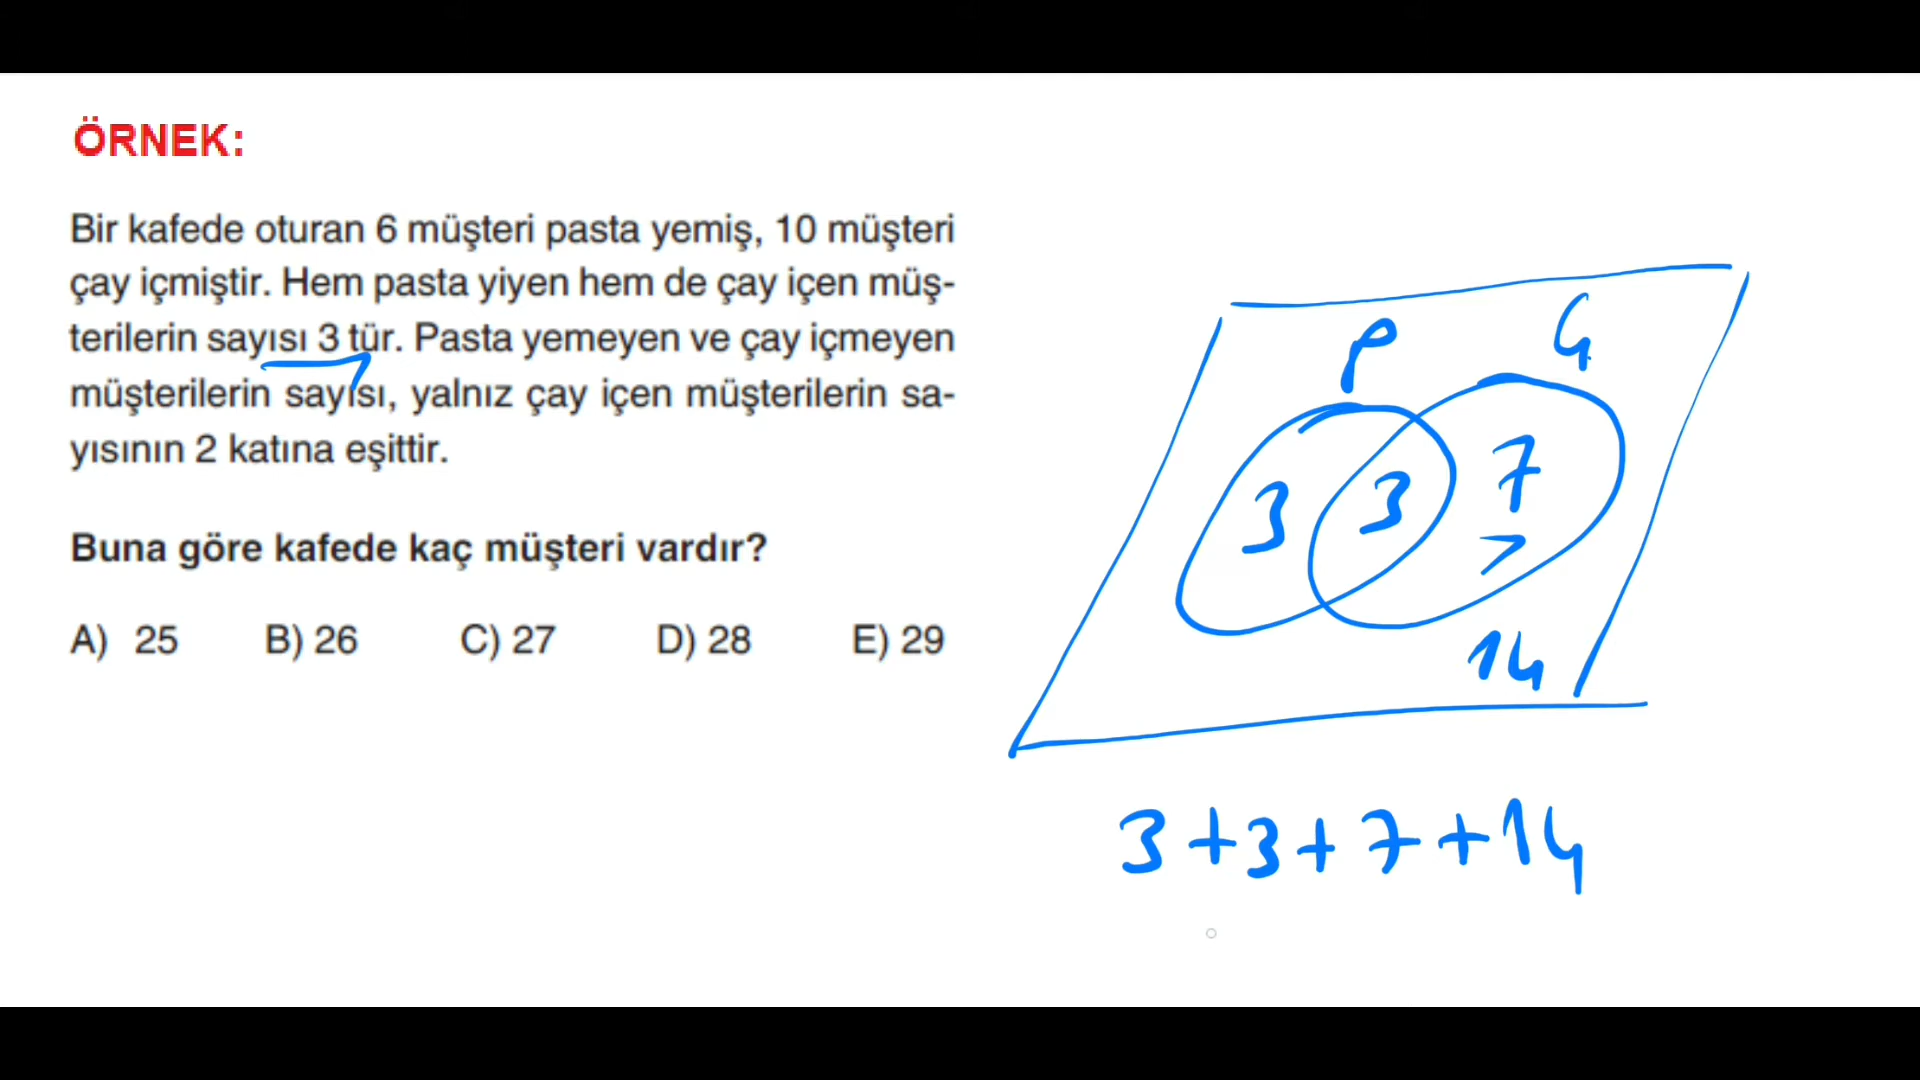 ÖRNEK:
Bir kafede oturan 6 müşteri pasta yemiş, 10 müşteri
çay içmiştir. Hem pasta yiyen hem de çay içen müş-
terilerin sayısı 3 tür. Pasta yemeyen ve çay içmeyen
müşterilerin sayısı, yalnız çay içen müşterilerin sa-
yısının 2 katına eşittir.
Buna göre kafede kaç müşteri vardır?
A) 25 B) 26 C) 27 D) 28 E) 29
P
3 3 7
14
3+3+7+14